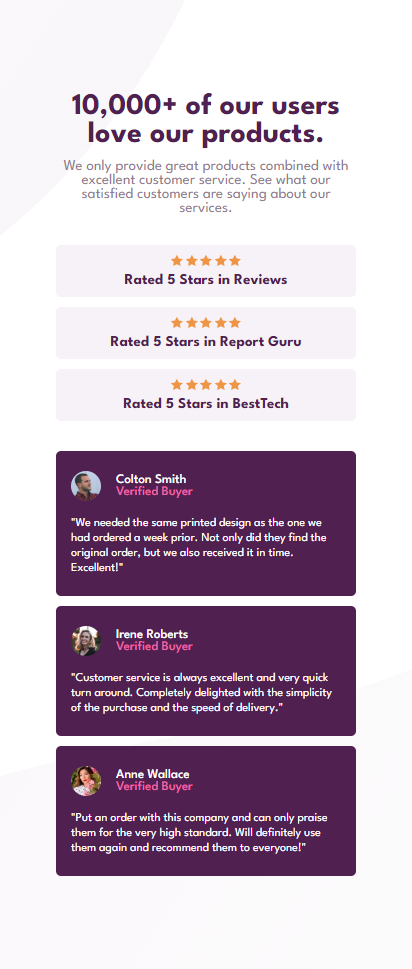 10,000+ of our users
love our products.
We only provide great products combined with
excellent customer service. See what our
satisfied customers are saying about our
services.
Rated 5 Stars in Reviews
Rated 5 Stars in Report Guru
Rated 5 Stars in BestTech
Colton Smith
Verified Buyer
"We needed the same printed design as the one we
had ordered a week prior. Not only did they find the
original order, but we also received it in time.
Excellent!"
Irene Roberts
Verified Buyer
"Customer service is always excellent and very quick
turn around. Completely delighted with the simplicity
of the purchase and the speed of delivery."
Anne Wallace
Verified Buyer
"Put an order with this company and can only praise
them for the very high standard. Will definitely use
them again and recommend them to everyone!"